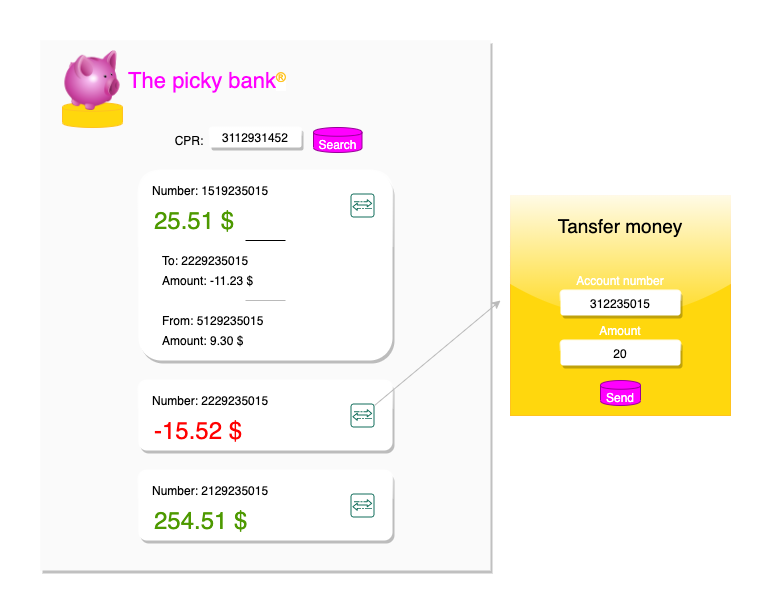 The picky bank®
CPR: 3112931452 Search
Number: 1519235015
25.51 $
To: 2229235015
Amount: -11.23 $
From: 5129235015
Amount: 9.30 $
Number: 2229235015
-15.52 $
Number: 2129235015
254.51 $
Tansfer money
Account number
312235015
Amount
20
Send